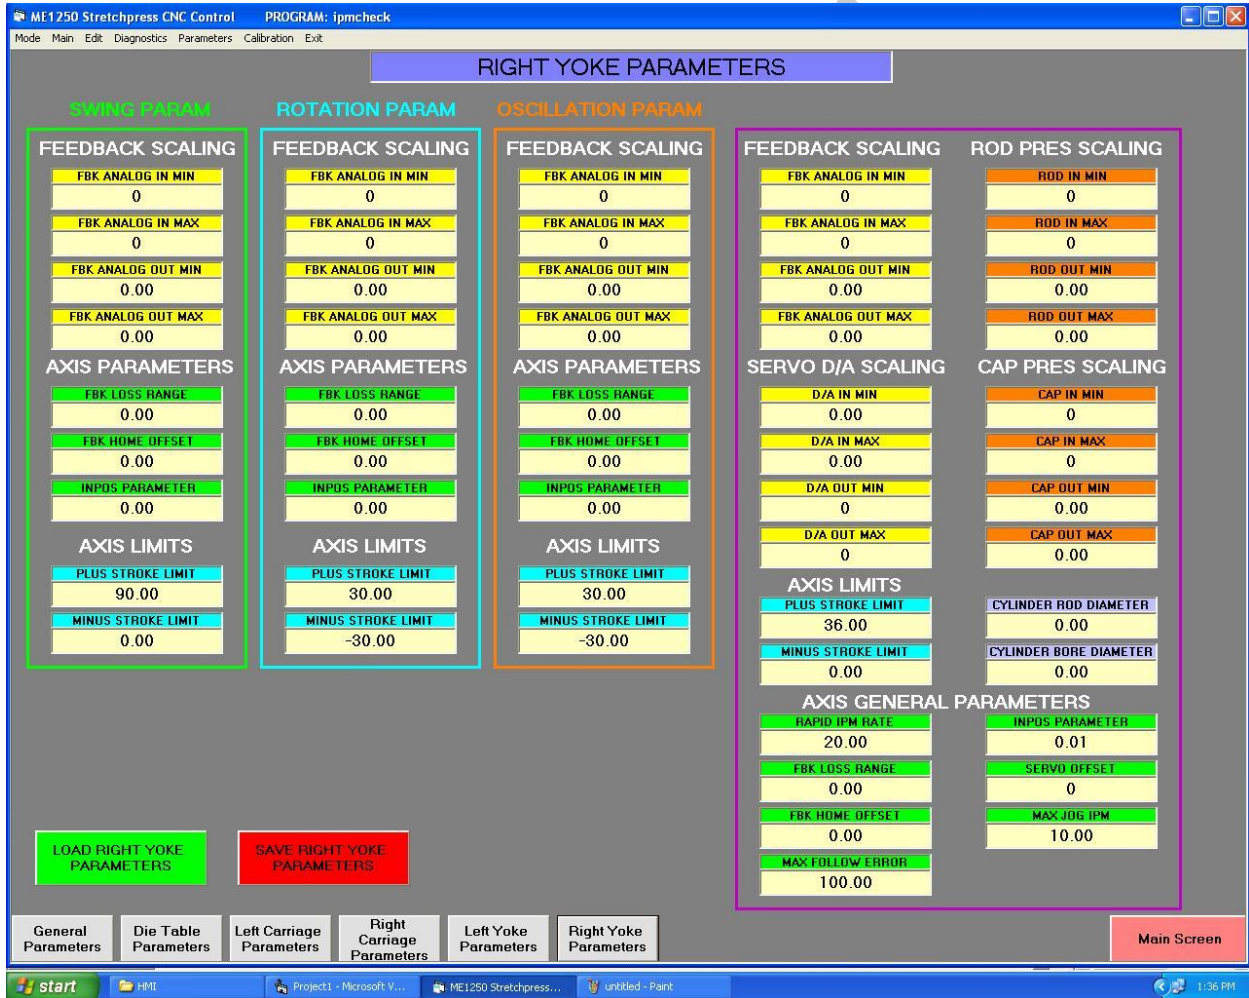 ME1250 Stretchpress CNC Control PROGRAM: ipmcheck
Mode Main Edit Diagnostics Parameters Calibration Exit
RIGHT YOKE PARAMETERS
SWING PARAM
FEEDBACK SCALING
FBK ANALOG IN MIN
0
FBK ANALOG IN MAX
0
FBK ANALOG OUT MIN
0.00
FBK ANALOG OUT MAX
0.00
AXIS PARAMETERS
FBK LOSS RANGE
0.00
FBK HOME OFFSET
0.00
INPOS PARAMETER
0.00
AXIS LIMITS
PLUS STROKE LIMIT
90.00
MINUS STROKE LIMIT
0.00
ROTATION PARAM
FEEDBACK SCALING
FBK ANALOG IN MIN
0
FBK ANALOG IN MAX
0
FBK ANALOG OUT MIN
0.00
FBK ANALOG OUT MAX
0.00
AXIS PARAMETERS
FBK LOSS RANGE
0.00
FBK HOME OFFSET
0.00
INPOS PARAMETER
0.00
AXIS LIMITS
PLUS STROKE LIMIT
30.00
MINUS STROKE LIMIT
-30.00
OSCILLATION PARAM
FEEDBACK SCALING
FBK ANALOG IN MIN
0
FBK ANALOG IN MAX
0
FBK ANALOG OUT MIN
0.00
FBK ANALOG OUT MAX
0.00
AXIS PARAMETERS
FBK LOSS RANGE
0.00
FBK HOME OFFSET
0.00
INPOS PARAMETER
0.00
AXIS LIMITS
PLUS STROKE LIMIT
30.00
MINUS STROKE LIMIT
-30.00
FEEDBACK SCALING
FBK ANALOG IN MIN
0
FBK ANALOG IN MAX
0
FBK ANALOG OUT MIN
0.00
FBK ANALOG OUT MAX
0.00
SERVO D/A SCALING
D/A IN MIN
0.00
D/A IN MAX
0.00
D/A OUT MIN
0
D/A OUT MAX
0
AXIS LIMITS
PLUS STROKE LIMIT
36.00
MINUS STROKE LIMIT
0.00
ROD PRES SCALING
ROD IN MIN
0
ROD IN MAX
0
ROD OUT MIN
0.00
ROD OUT MAX
0.00
CAP PRES SCALING
CAP IN MIN
0
CAP IN MAX
0
CAP OUT MIN
0.00
CAP OUT MAX
0.00
CYLINDER ROD DIAMETER
0.00
CYLINDER BORE DIAMETER
0.00
AXIS GENERAL PARAMETERS
RAPID IPM RATE
20.00
FBK LOSS RANGE
0.00
FBK HOME OFFSET
0.00
MAX FOLLOW ERROR
100.00
INPOS PARAMETER
0.01
SERVO OFFSET
0
MAX JOG IPM
10.00
LOAD RIGHT YOKE
PARAMETERS
SAVE RIGHT YOKE
PARAMETERS
General
Parameters
Die Table
Parameters
Left Carriage
Parameters
Right
Carriage
Parameters
Left Yoke
Parameters
Right Yoke
Parameters
Main Screen
start HMI Project1 - Microsoft V... ME1250 Stretchpress... untitled - Paint 1:36 PM